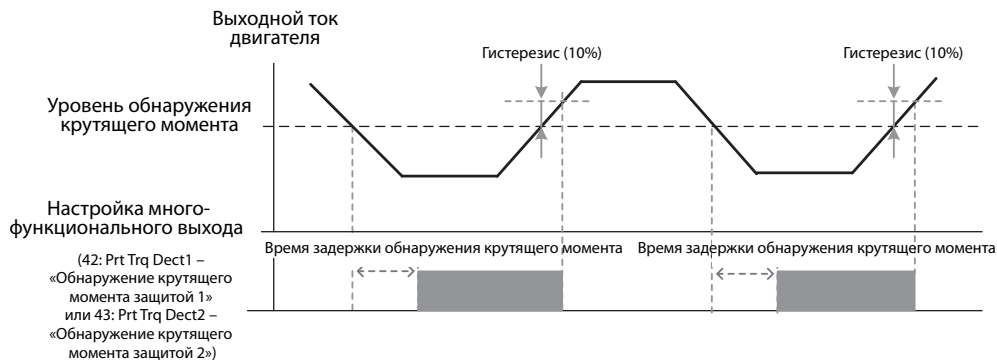 Выходной ток
двигателя
Гистерезис (10%)
Гистерезис (10%)
Уровень обнаружения
крутящего момента
Настройка много-
функционального выхода
(42: Prt Trq Dect1 –
«Обнаружение крутящего
момента защитой 1»
или 43: Prt Trq Dect2 –
«Обнаружение крутящего
момента защитой 2»)
Время задержки обнаружения крутящего момента
Время задержки обнаружения крутящего момента